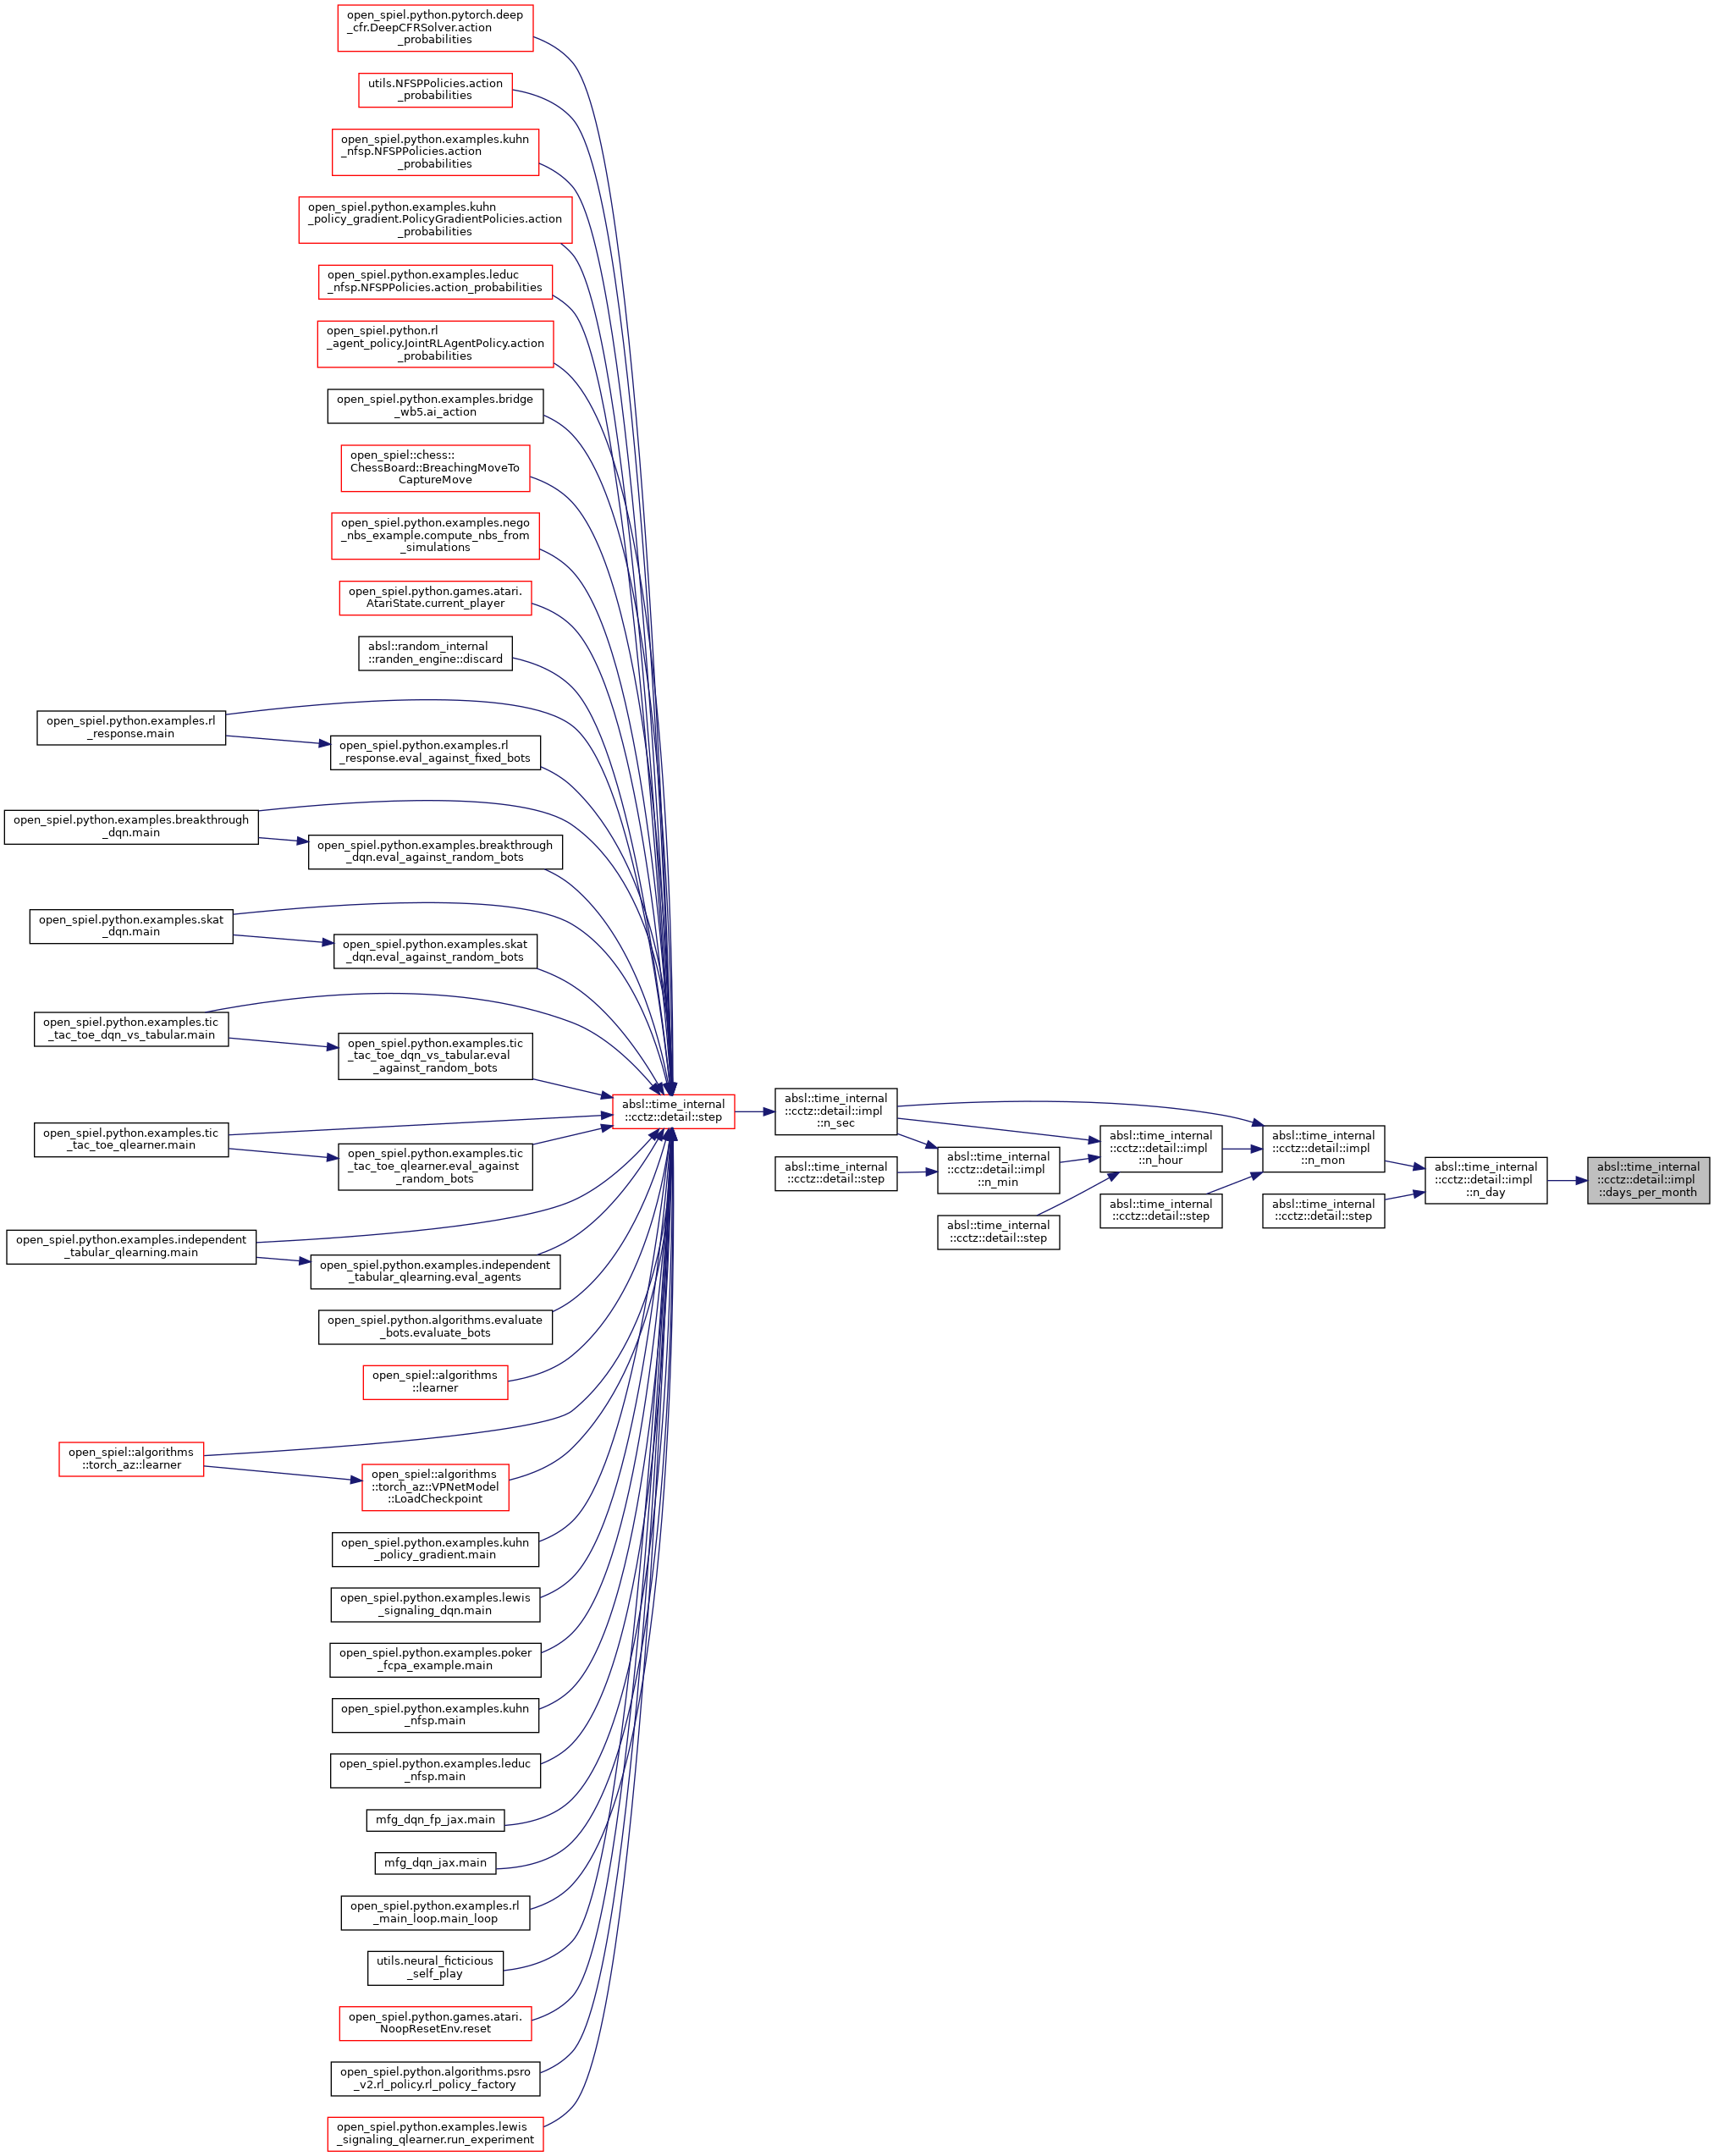 open_spiel.python.pytorch.deep
_cfr.DeepCFRSolver.action
_probabilities
utils.NFSPPolicies.action
_probabilities
open_spiel.python.examples.kuhn
_nfsp.NFSPPolicies.action
_probabilities
open_spiel.python.examples.kuhn
_policy_gradient.PolicyGradientPolicies.action
_probabilities
open_spiel.python.examples.leduc
_nfsp.NFSPPolicies.action_probabilities
open_spiel.python.rl
_agent_policy.JointRLAgentPolicy.action
_probabilities
open_spiel.python.examples.bridge
_wb5.ai_action
open_spiel::chess::
ChessBoard::BreachingMoveTo
CaptureMove
open_spiel.python.examples.nego
_nbs_example.compute_nbs_from
_simulations
open_spiel.python.games.atari.
AtariState.current_player
absl::random_internal
::randen_engine::discard
open_spiel.python.examples.rl
_response.main
open_spiel.python.examples.rl
_response.eval_against_fixed_bots
open_spiel.python.examples.breakthrough
_dqn.main
open_spiel.python.examples.breakthrough
_dqn.eval_against_random_bots
open_spiel.python.examples.skat
_dqn.main
open_spiel.python.examples.skat
_dqn.eval_against_random_bots
open_spiel.python.examples.tic
_tac_toe_dqn_vs_tabular.main
open_spiel.python.examples.tic
_tac_toe_dqn_vs_tabular.eval
_against_random_bots
open_spiel.python.examples.tic
_tac_toe_qlearner.main
open_spiel.python.examples.tic
_tac_toe_qlearner.eval_against
_random_bots
open_spiel.python.examples.independent
_tabular_qlearning.main
open_spiel.python.examples.independent
_tabular_qlearning.eval_agents
open_spiel.python.algorithms.evaluate
_bots.evaluate_bots
open_spiel::algorithms
::learner
open_spiel::algorithms
::torch_az::learner
open_spiel::algorithms
::torch_az::VPNetModel
::LoadCheckpoint
open_spiel.python.examples.kuhn
_policy_gradient.main
open_spiel.python.examples.lewis
_signaling_dqn.main
open_spiel.python.examples.poker
_fcpa_example.main
open_spiel.python.examples.kuhn
_nfsp.main
open_spiel.python.examples.leduc
_nfsp.main
mfg_dqn_fp_jax.main
mfg_dqn_jax.main
open_spiel.python.examples.rl
_main_loop.main_loop
utils.neural_ficticious
_self_play
open_spiel.python.games.atari.
NoopResetEnv.reset
open_spiel.python.algorithms.psro
_v2.rl_policy.rl_policy_factory
open_spiel.python.examples.lewis
_signaling_qlearner.run_experiment
absl::time_internal
::cctz::detail::step
absl::time_internal
::cctz::detail::impl
::n_sec
absl::time_internal
::cctz::detail::step
absl::time_internal
::cctz::detail::impl
::n_min
absl::time_internal
::cctz::detail::step
absl::time_internal
::cctz::detail::impl
::n_hour
absl::time_internal
::cctz::detail::step
absl::time_internal
::cctz::detail::impl
::n_mon
absl::time_internal
::cctz::detail::step
absl::time_internal
::cctz::detail::impl
::n_day
absl::time_internal
::cctz::detail::impl
::days_per_month